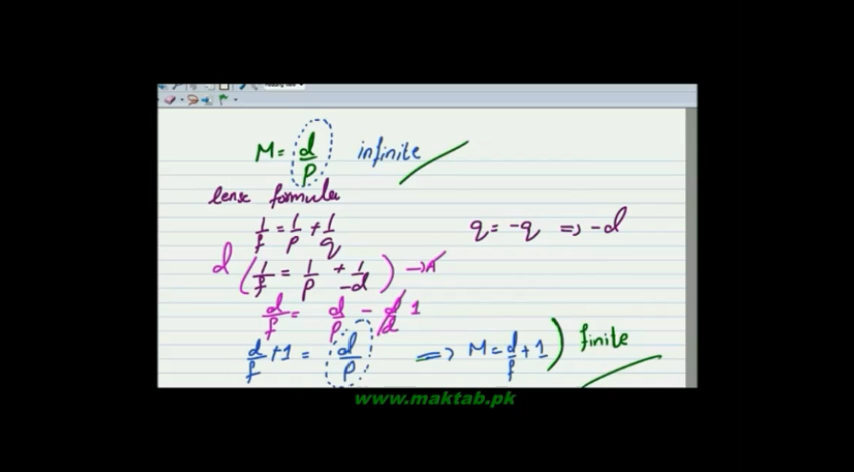 M = d/p infinite
lense formula
1/f = 1/p + 1/q
q = -q ⇒ -d
d (1/f = 1/p + 1/-d) → A
d/f = d/p - d/d 1
d/f + 1 = d/p ⇒ M = d/f + 1) finite
www.maktab.pk